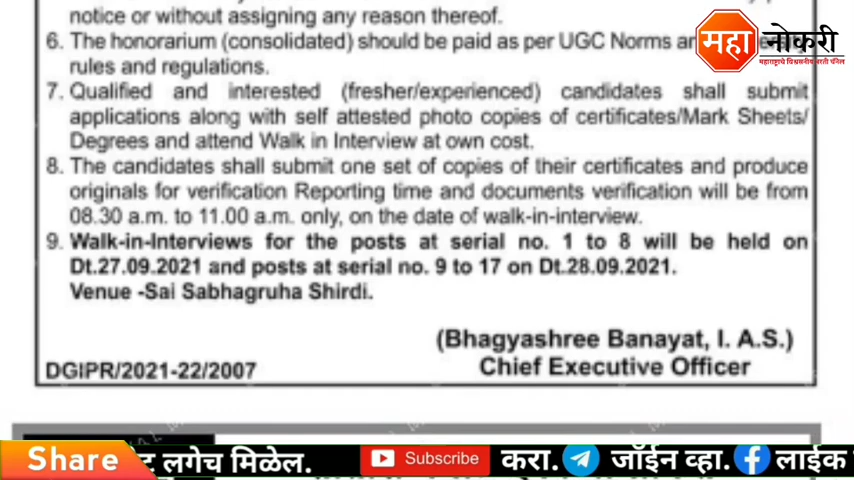 notice or without assigning any reason thereof.
6. The honorarium (consolidated) should be paid as per UGC Norms
rules and regulations.
7. Qualified and interested (fresher/experienced) candidates shall submit
applications along with self attested photo copies of certificates/Mark Sheets/
Degrees and attend Walk in Interview at own cost.
8. The candidates shall submit one set of copies of their certificates and produce
originals for verification Reporting time and documents verification will be from
08.30 a.m. to 11.00 a.m. only, on the date of walk-in-interview.
9. Walk-in-Interviews for the posts at serial no. 1 to 8 will be held on
Dt.27.09.2021 and posts at serial no. 9 to 17 on Dt.28.09.2021.
Venue -Sai Sabhagruha Shirdi.
(Bhagyashree Banayat, I. A.S.)
Chief Executive Officer
DGIPR/2021-22/2007
महा नोकरी
Share लगेच मिळेल. Subscribe करा. जॉईन व्हा. लाईक